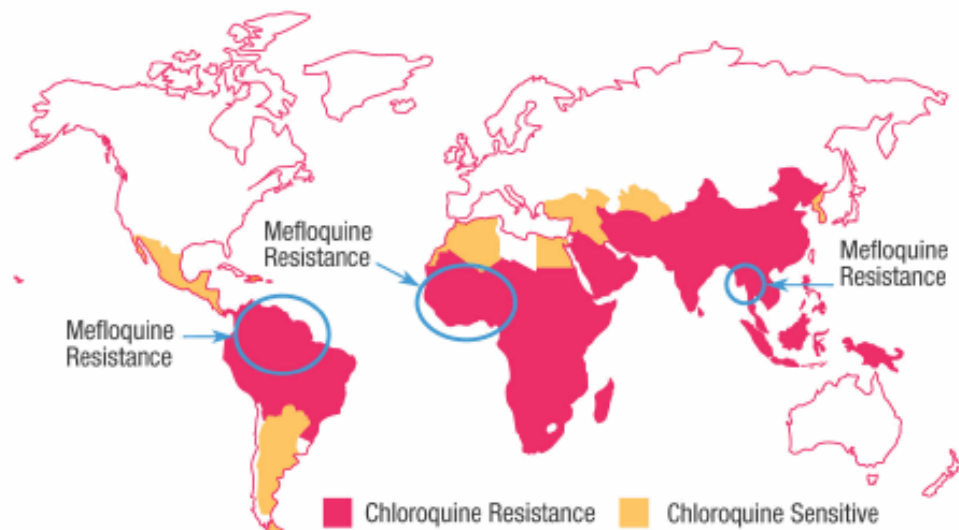 Mefloquine
Resistance
Mefloquine
Resistance
Mefloquine
Resistance
Chloroquine Resistance
Chloroquine Sensitive